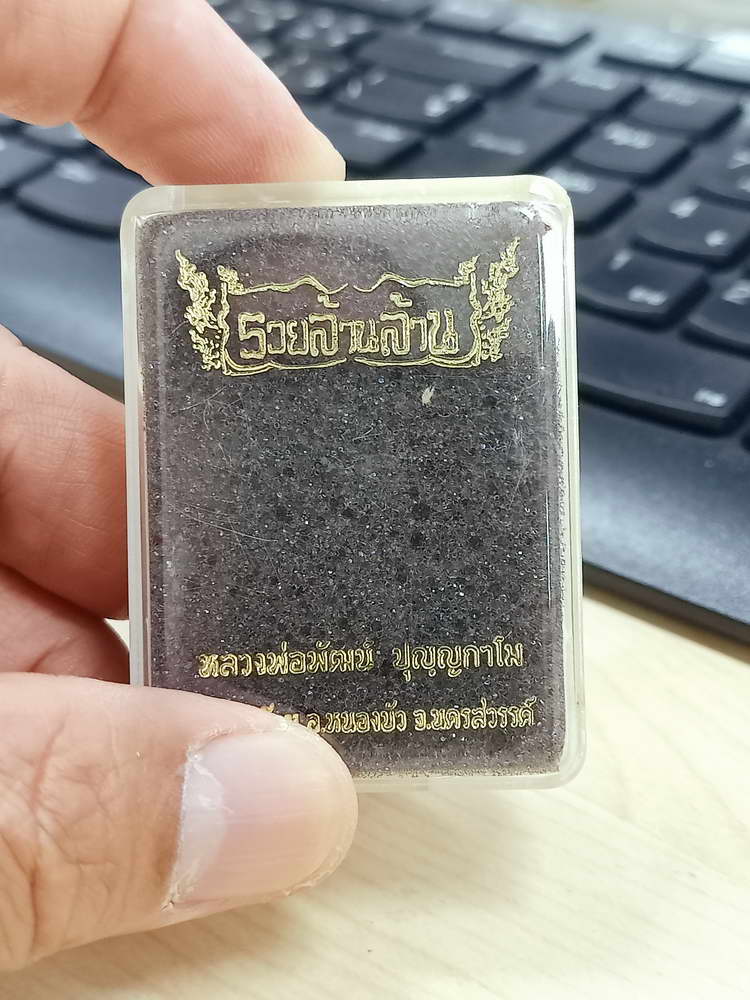 รวยล้านล้าน
หลวงพ่อพัฒน์ ปุญฺญกาโม
อ.หนองบัว จ.นครสวรรค์